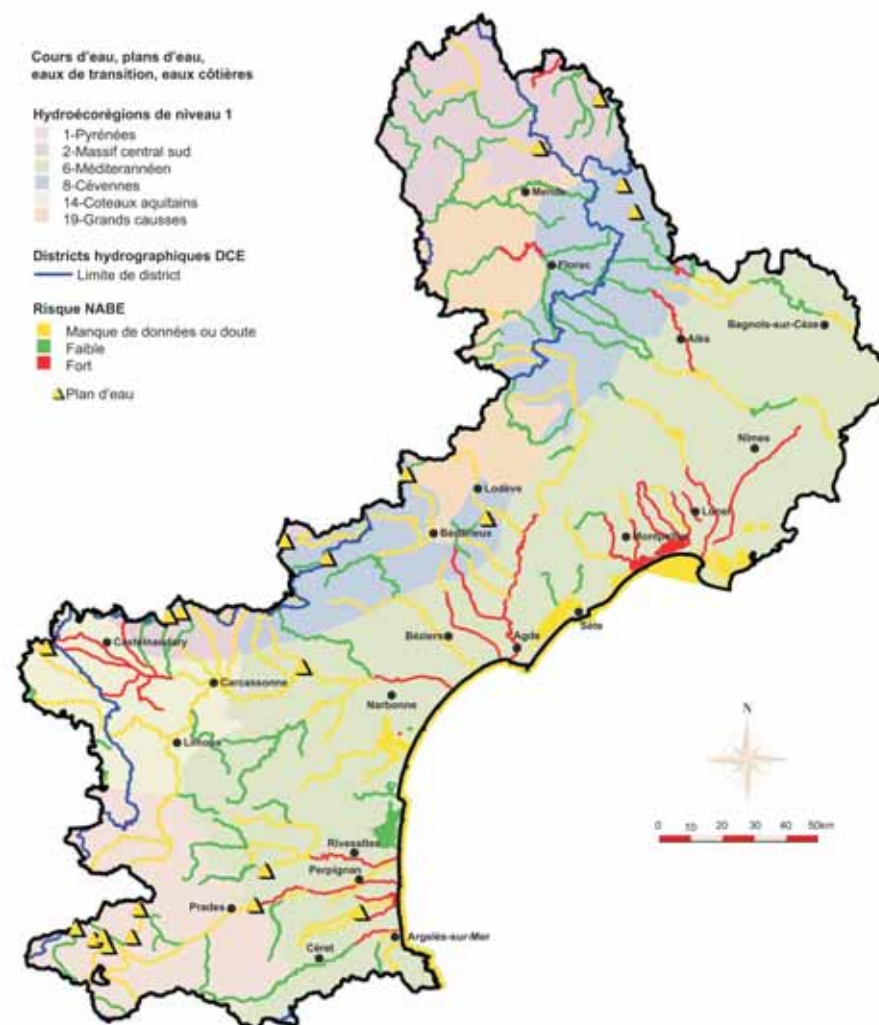 Cours d'eau, plans d'eau,
eaux de transition, eaux côtières
Hydroécorégions de niveau 1
1-Pyrénées
2-Massif central sud
6-Méditerannéen
8-Cévennes
14-Coteaux aquitains
19-Grands causses
Districts hydrographiques DCE
Limite de district
Risque NABE
Manque de données ou doute
Faible
Fort
Plan d'eau
Mende
Florac
Bagnols-sur-Cèze
Alès
Nîmes
Lodève
Lunel
Bédarieux
Montpellier
Sète
Castelnaudary
Béziers
Agde
Carcassonne
Narbonne
Limoux
N
0 10 20 30 40 50km
Rivesaltes
Perpignan
Prades
Argelès-sur-Mer
Céret